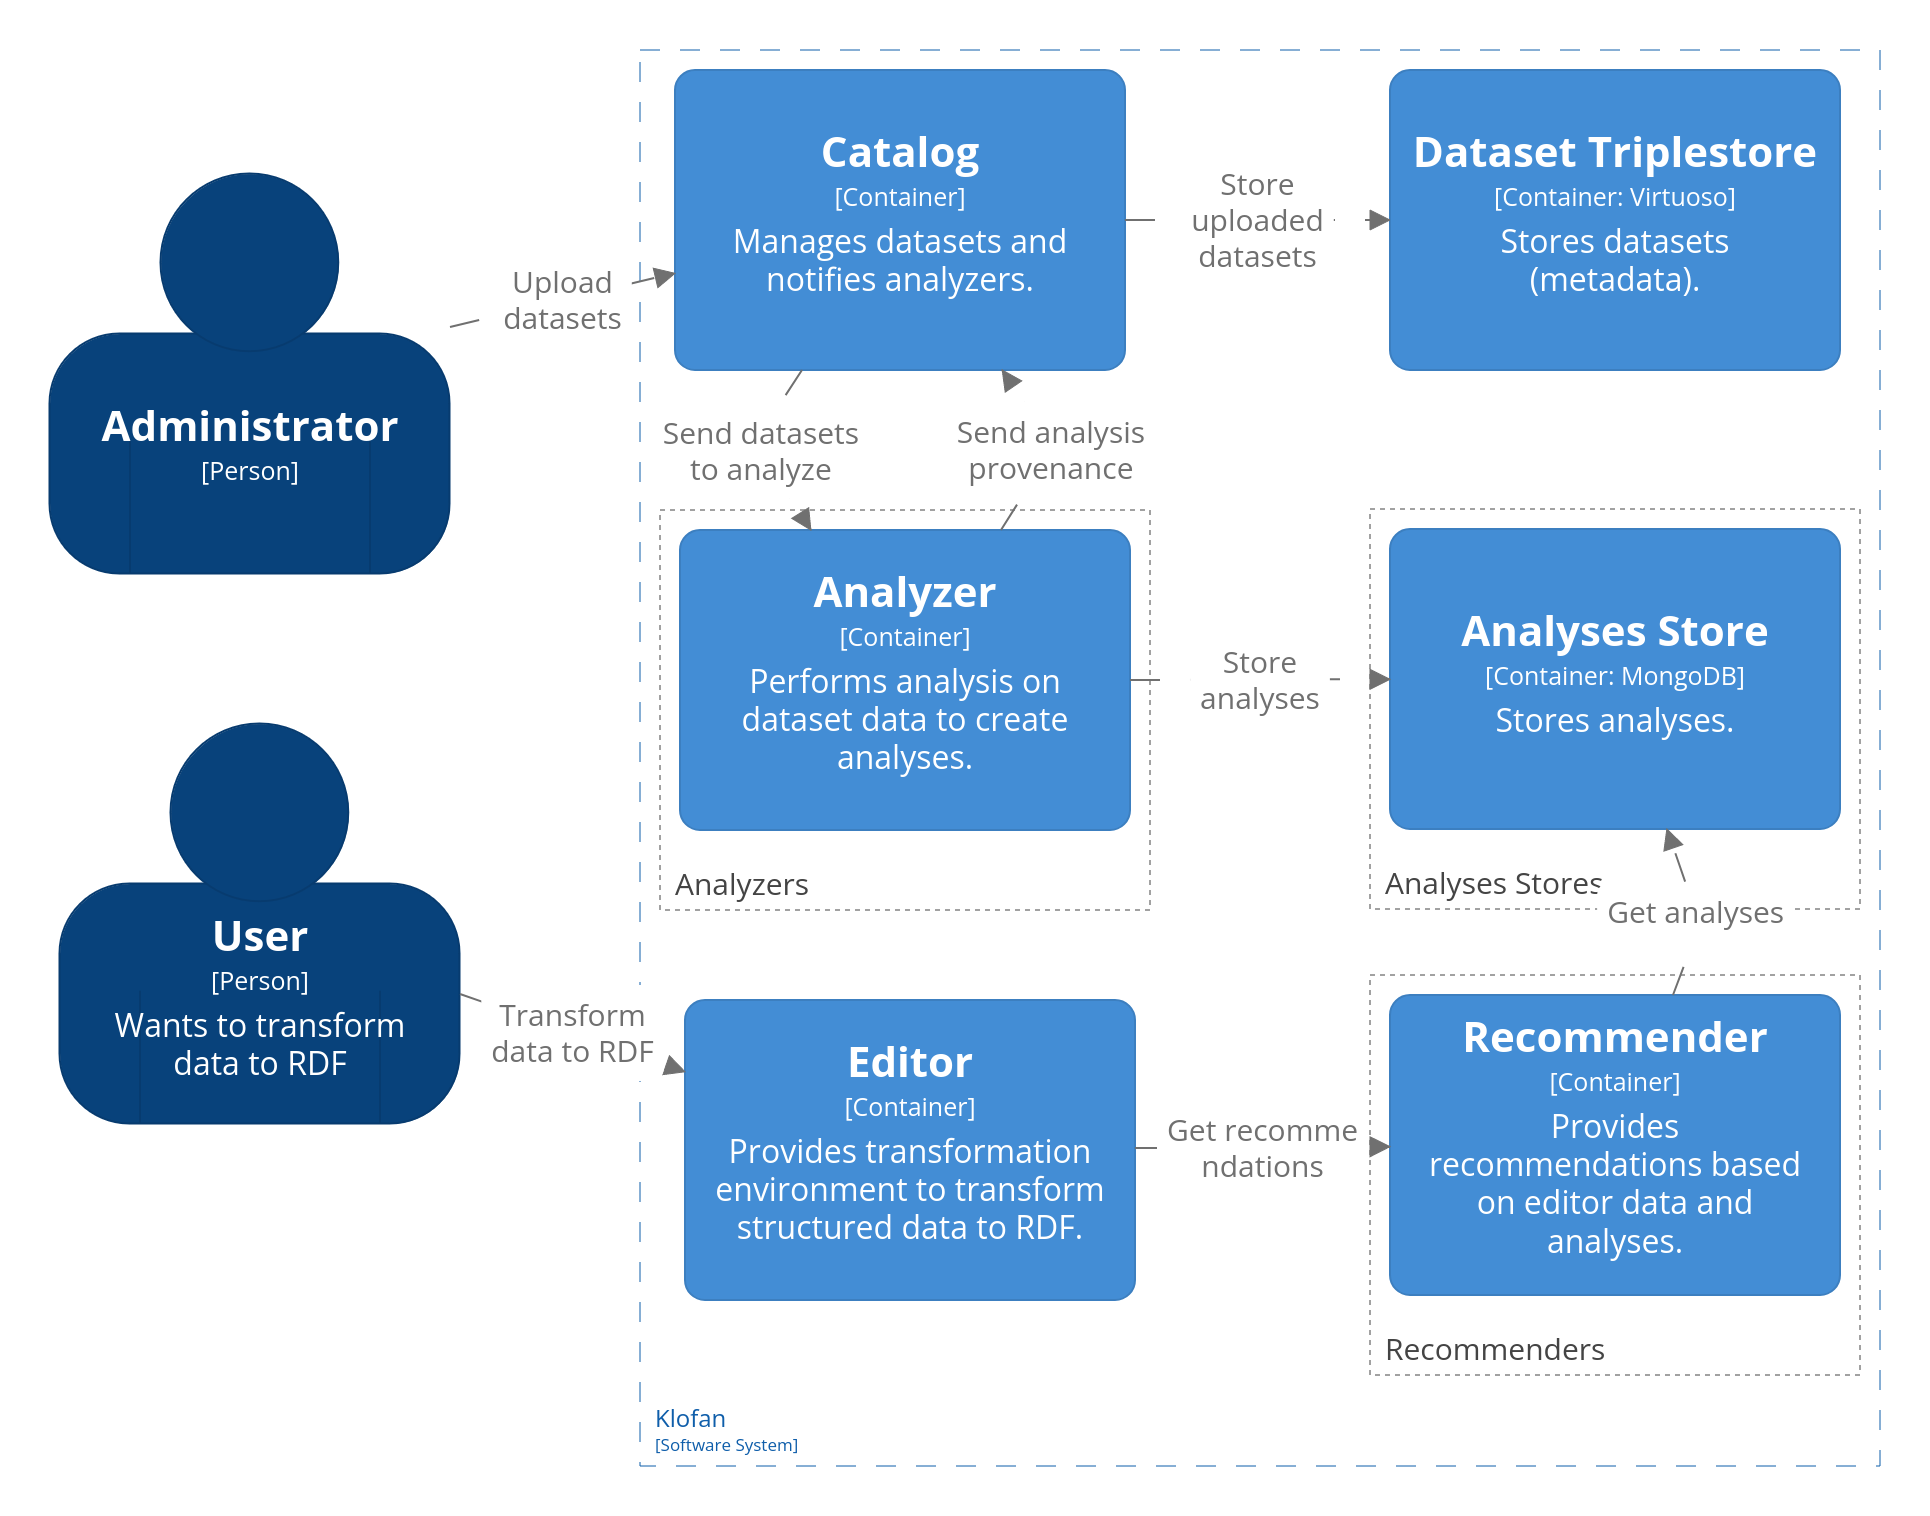 Administrator
[Person]
Upload
datasets
Catalog
[Container]
Manages datasets and
notifies analyzers.
Store
uploaded
datasets
Dataset Triplestore
[Container: Virtuoso]
Stores datasets
(metadata).
Send datasets
to analyze
Send analysis
provenance
Analyzer
[Container]
Performs analysis on
dataset data to create
analyses.
Analyzers
Store
analyses
Analyses Store
[Container: MongoDB]
Stores analyses.
Analyses Stores
Get analyses
User
[Person]
Wants to transform
data to RDF
Transform
data to RDF
Editor
[Container]
Provides transformation
environment to transform
structured data to RDF.
Get recomme
ndations
Recommender
[Container]
Provides
recommendations based
on editor data and
analyses.
Recommenders
Klofan
[Software System]